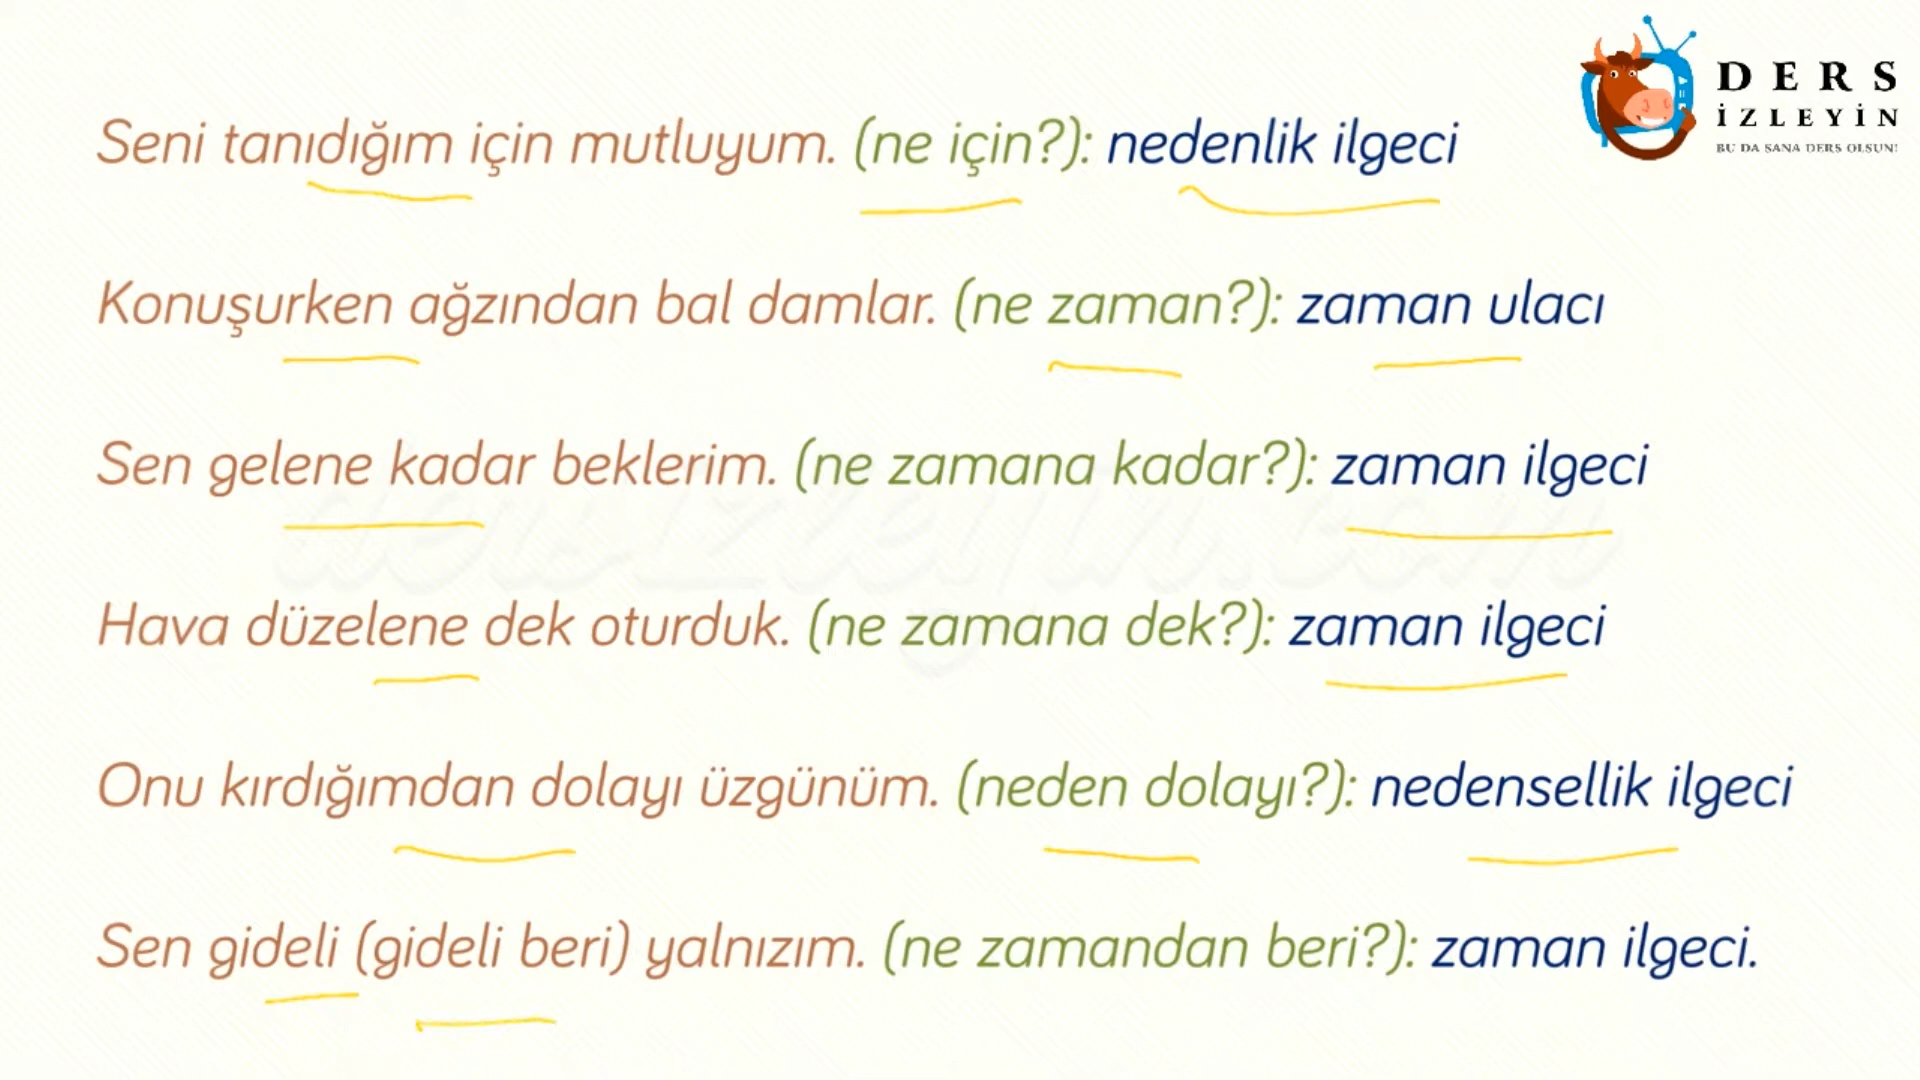 DERS
İZLEYİN
BU DA SANA DERS OLSUN!
Seni tanıdığım için mutluyum. (ne için?): nedenlik ilgeci
Konuşurken ağzından bal damlar. (ne zaman?): zaman ulacı
Sen gelene kadar beklerim. (ne zamana kadar?): zaman ilgeci
dersizleyin.com
Hava düzelene dek oturduk. (ne zamana dek?): zaman ilgeci
Onu kırdığımdan dolayı üzgünüm. (neden dolayı?): nedensellik ilgeci
Sen gideli (gideli beri) yalnızım. (ne zamandan beri?): zaman ilgeci.